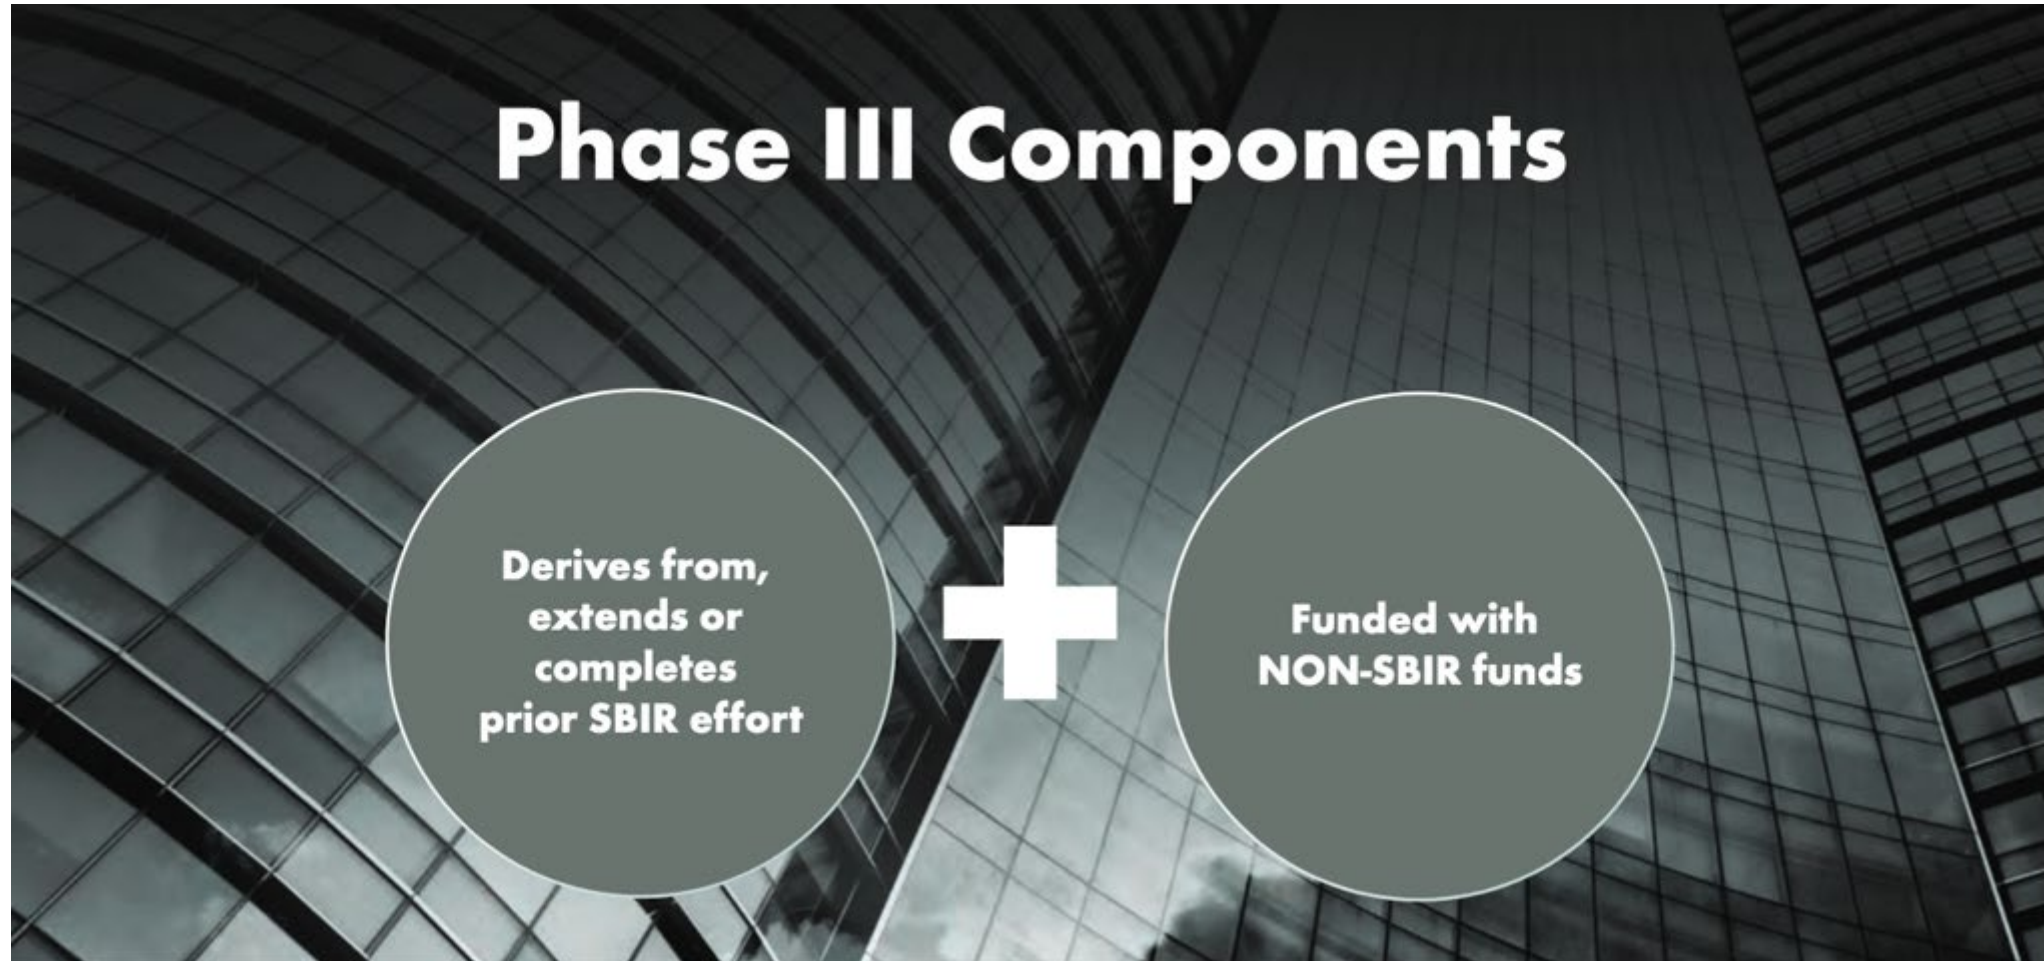 Phase III Components
Derives from,
extends or
completes
prior SBIR effort
Funded with
NON-SBIR funds